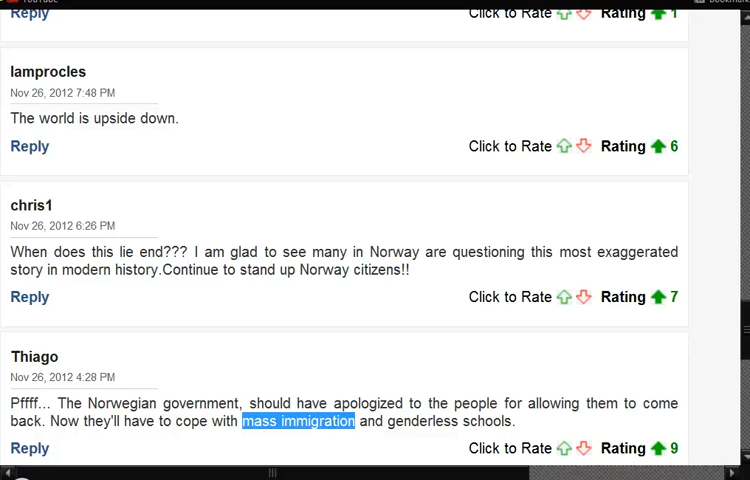 YouTube
Bookmark
Reply Click to Rate Rating 1
lamprocles
Nov 26, 2012 7:48 PM
The world is upside down.
Reply Click to Rate Rating 6
chris1
Nov 26, 2012 6:26 PM
When does this lie end??? I am glad to see many in Norway are questioning this most exaggerated
story in modern history.Continue to stand up Norway citizens!!
Reply Click to Rate Rating 7
Thiago
Nov 26, 2012 4:28 PM
Pffff... The Norwegian government, should have apologized to the people for allowing them to come
back. Now they'll have to cope with mass immigration and genderless schools.
Reply Click to Rate Rating 9